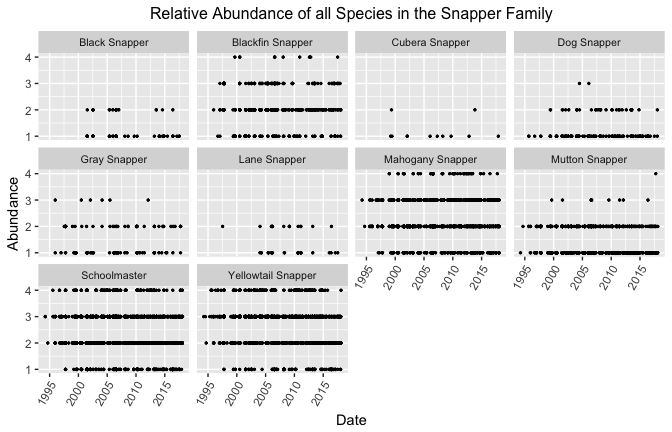 Relative Abundance of all Species in the Snapper Family
Black Snapper Blackfin Snapper Cubera Snapper Dog Snapper
4
3
2
1
Gray Snapper Lane Snapper Mahogany Snapper Mutton Snapper
4
3
2
1
1995 2000 2005 2010 2015 1995 2000 2005 2010 2015
Schoolmaster Yellowtail Snapper
4
3
2
1
1995 2000 2005 2010 2015 1995 2000 2005 2010 2015
Abundance
Date